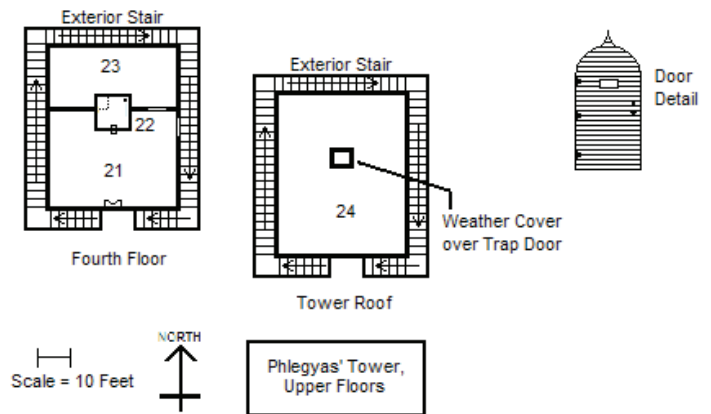 Exterior Stair
23
22
21
Fourth Floor
Exterior Stair
24
Weather Cover
over Trap Door
Tower Roof
Door
Detail
Scale = 10 Feet
NORTH
Phlegyas' Tower,
Upper Floors